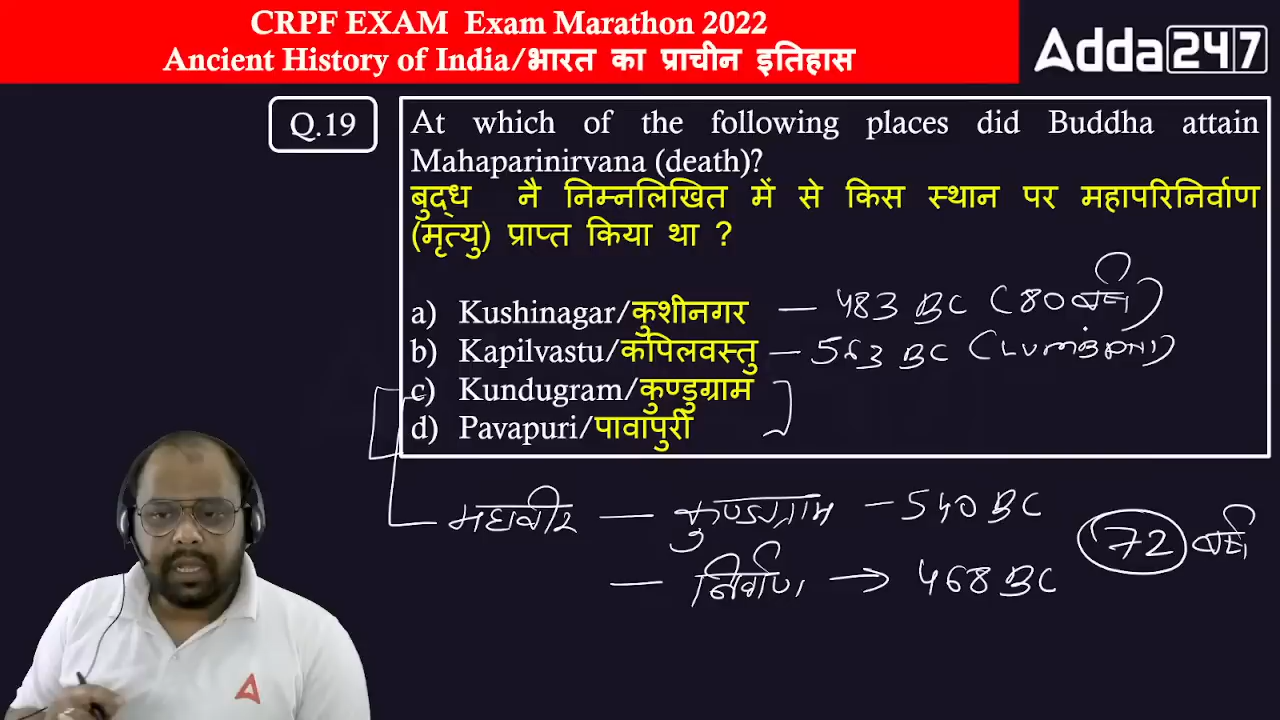 CRPF EXAM Exam Marathon 2022
Ancient History of India/भारत का प्राचीन इतिहास
Adda247
Q.19
At which of the following places did Buddha attain
Mahaparinirvana (death)?
बुद्ध नै निम्नलिखित में से किस स्थान पर महापरिनिर्वाण
(मृत्यु) प्राप्त किया था ?
a) Kushinagar/कुशीनगर — 483 BC (80 वर्ष)
b) Kapilvastu/कपिलवस्तु — 563 BC (Lumbani)
c) Kundugram/कुण्डुग्राम
d) Pavapuri/पावापुरी
महावीर — कुण्डग्राम — 540 BC
72 वर्ष
— निर्वाण → 468 BC